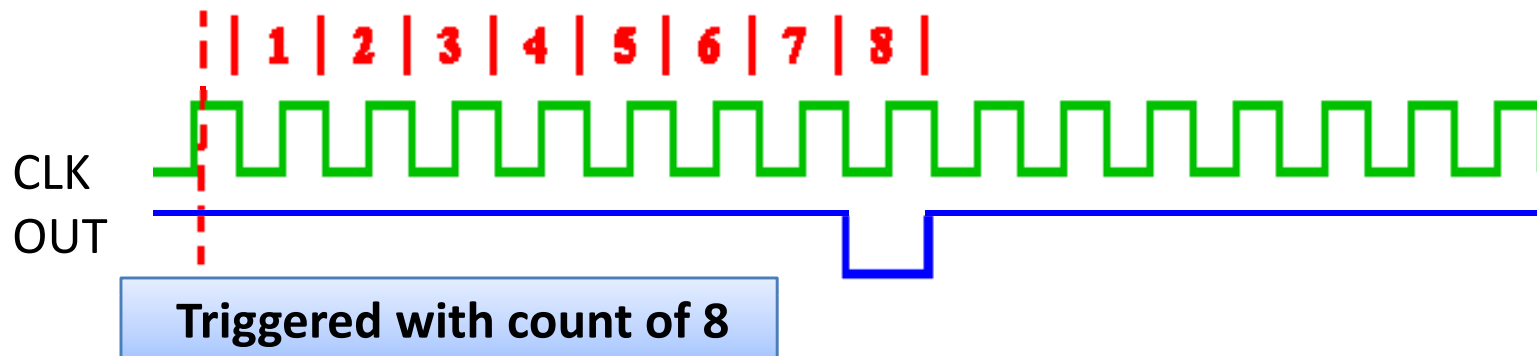 | 1 | 2 | 3 | 4 | 5 | 6 | 7 | 8 |
CLK
OUT
Triggered with count of 8